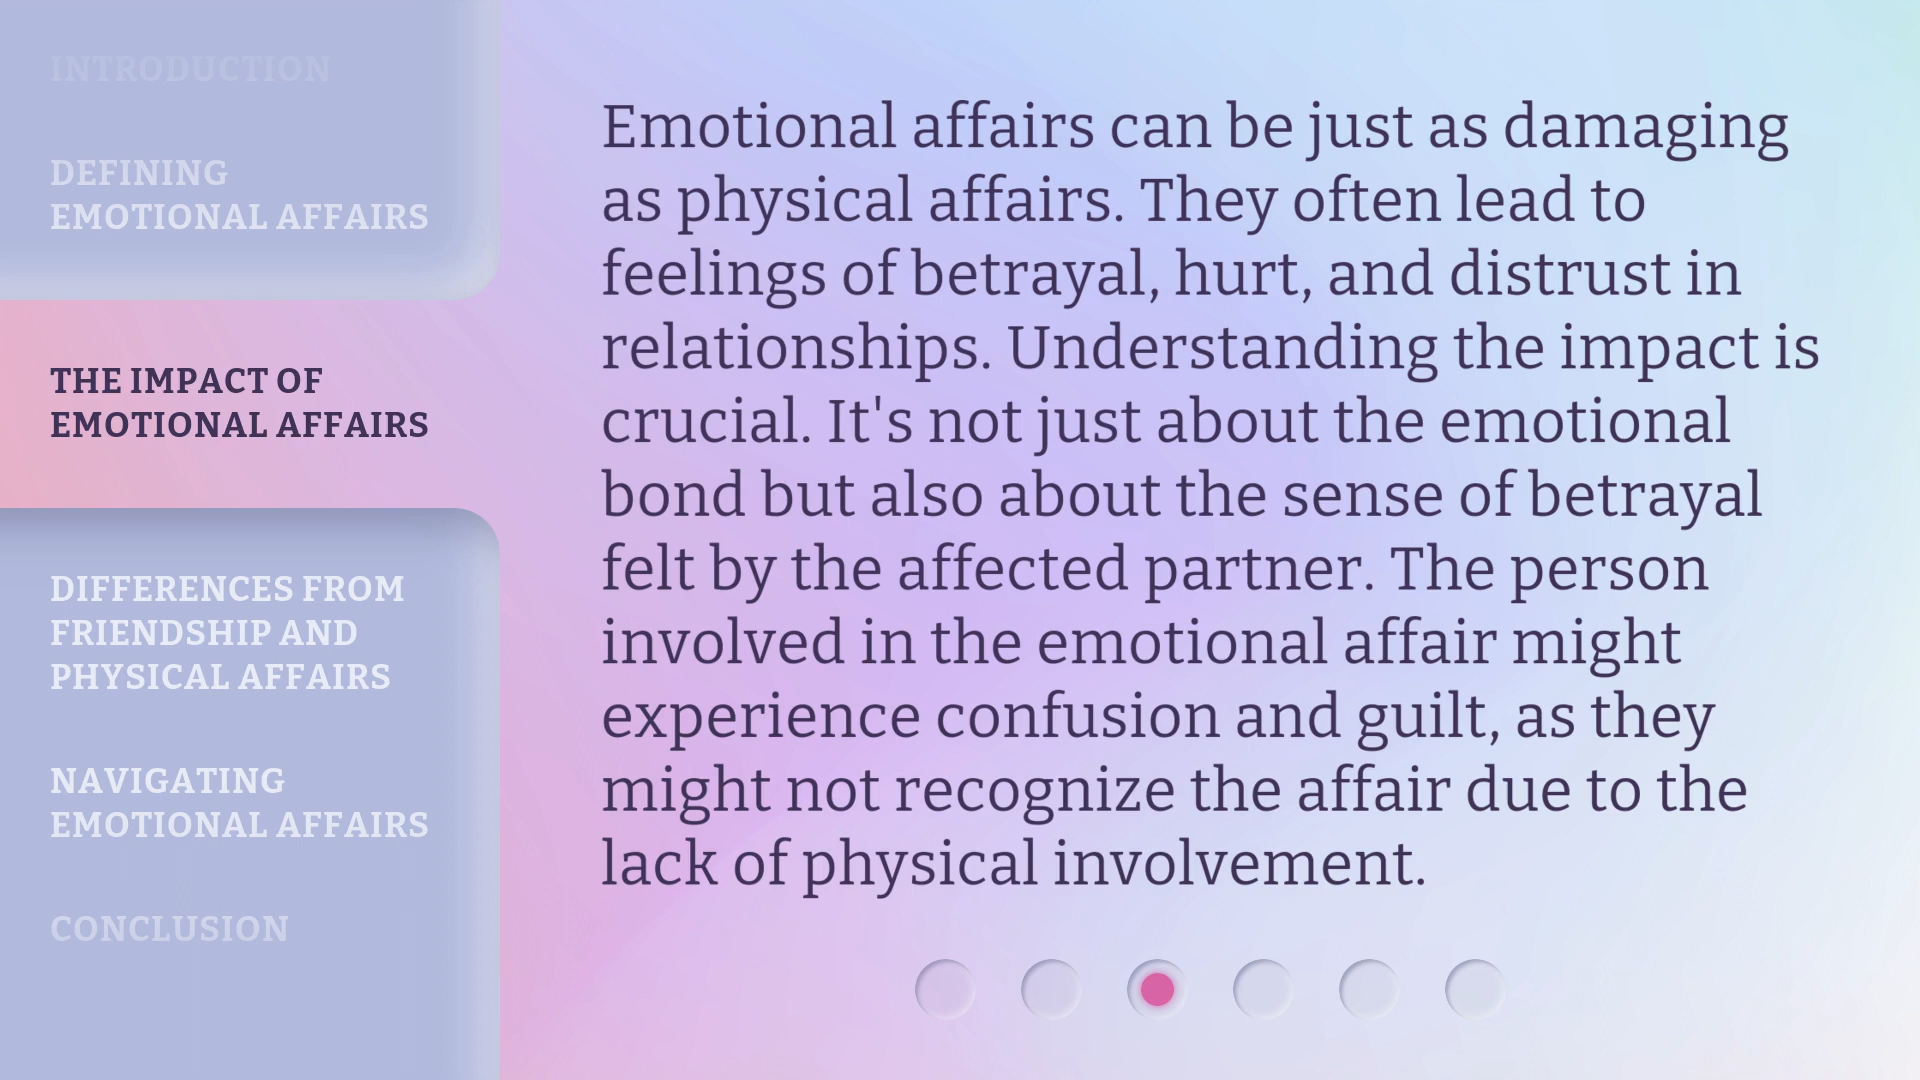 INTRODUCTION
DEFINING
EMOTIONAL AFFAIRS
THE IMPACT OF
EMOTIONAL AFFAIRS
DIFFERENCES FROM
FRIENDSHIP AND
PHYSICAL AFFAIRS
NAVIGATING
EMOTIONAL AFFAIRS
CONCLUSION
Emotional affairs can be just as damaging
as physical affairs. They often lead to
feelings of betrayal, hurt, and distrust in
relationships. Understanding the impact is
crucial. It's not just about the emotional
bond but also about the sense of betrayal
felt by the affected partner. The person
involved in the emotional affair might
experience confusion and guilt, as they
might not recognize the affair due to the
lack of physical involvement.